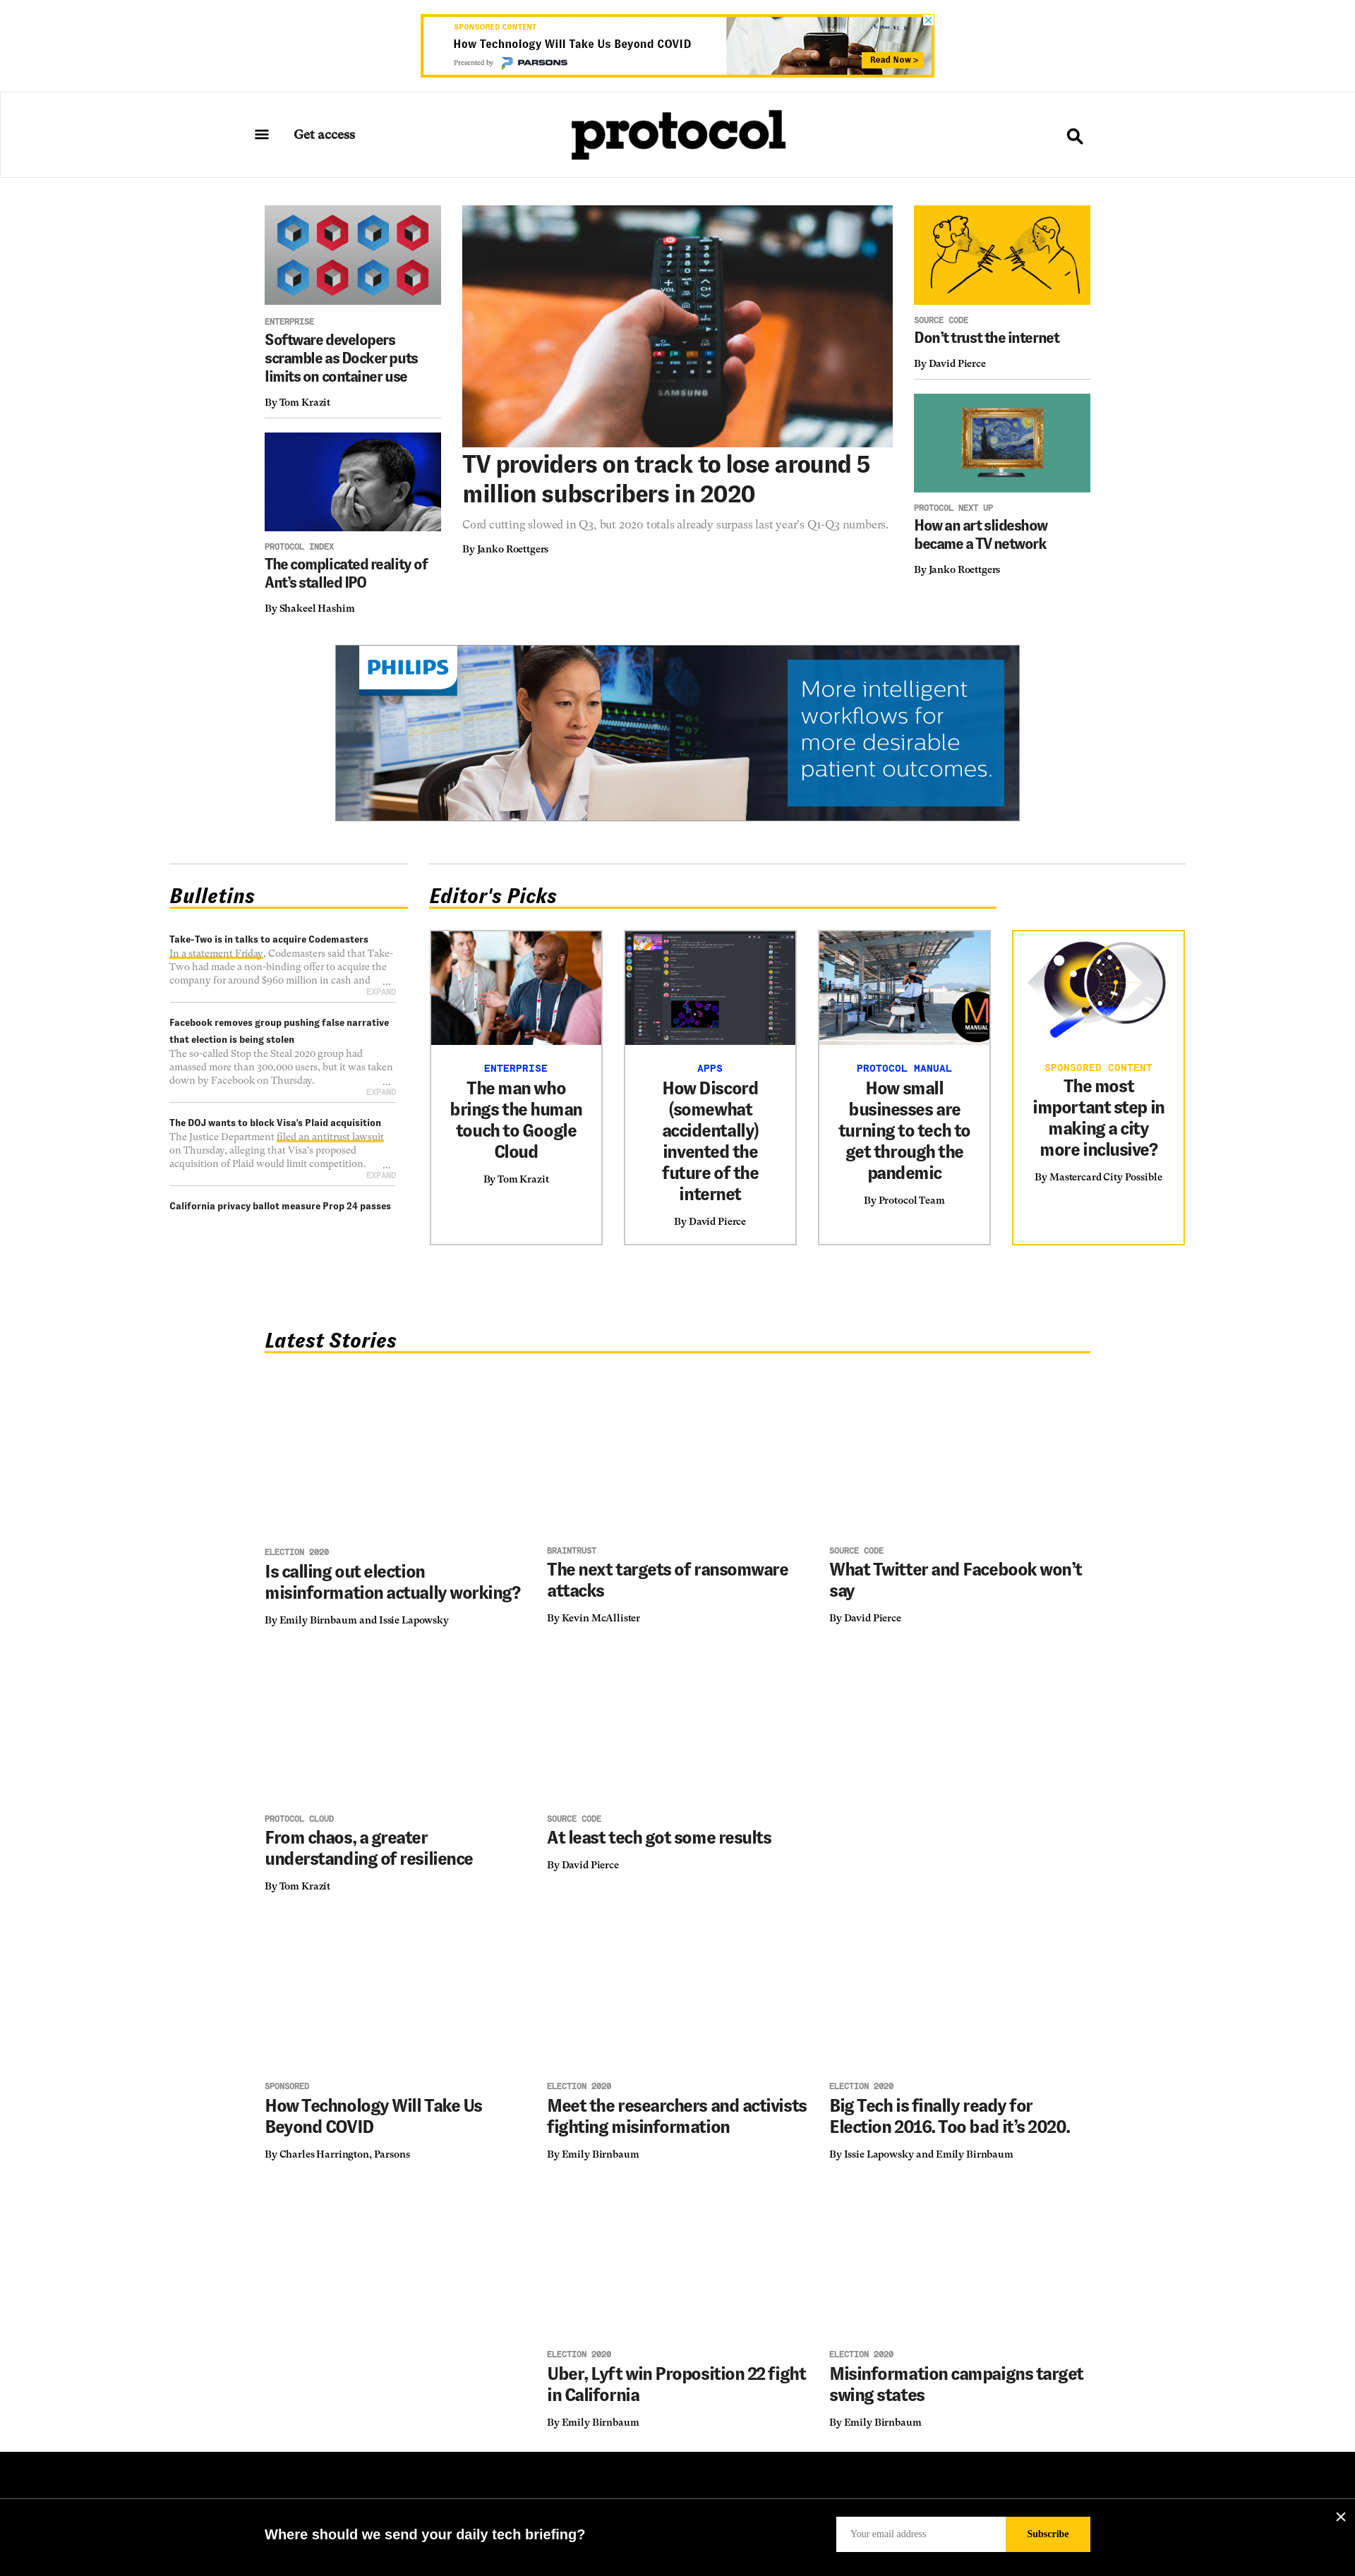 SPONSORED CONTENT
How Technology Will Take Us Beyond COVID
Presented by PARSONS
Read Now >
Get access
protocol
ENTERPRISE
Software developers
scramble as Docker puts
limits on container use
By Tom Krazit
PROTOCOL INDEX
The complicated reality of
Ant’s stalled IPO
By Shakeel Hashim
SAMSUNG
TV providers on track to lose around 5
million subscribers in 2020
Cord cutting slowed in Q3, but 2020 totals already surpass last year's Q1-Q3 numbers.
By Janko Roettgers
SOURCE CODE
Don’t trust the internet
By David Pierce
PROTOCOL NEXT UP
How an art slideshow
became a TV network
By Janko Roettgers
PHILIPS
More intelligent
workflows for
more desirable
patient outcomes.
Bulletins
Take-Two is in talks to acquire Codemasters
In a statement Friday, Codemasters said that Take-
Two had made a non-binding offer to acquire the
company for around $960 million in cash and ...
EXPAND
Facebook removes group pushing false narrative
that election is being stolen
The so-called Stop the Steal 2020 group had
amassed more than 300,000 users, but it was taken
down by Facebook on Thursday. ...
EXPAND
The DOJ wants to block Visa's Plaid acquisition
The Justice Department filed an antitrust lawsuit
on Thursday, alleging that Visa's proposed
acquisition of Plaid would limit competition. ...
EXPAND
California privacy ballot measure Prop 24 passes
Editor's Picks
ENTERPRISE
The man who
brings the human
touch to Google
Cloud
By Tom Krazit
APPS
How Discord
(somewhat
accidentally)
invented the
future of the
internet
By David Pierce
M
MANUAL
PROTOCOL MANUAL
How small
businesses are
turning to tech to
get through the
pandemic
By Protocol Team
SPONSORED CONTENT
The most
important step in
making a city
more inclusive?
By Mastercard City Possible
Latest Stories
ELECTION 2020
Is calling out election
misinformation actually working?
By Emily Birnbaum and Issie Lapowsky
BRAINTRUST
The next targets of ransomware
attacks
By Kevin McAllister
SOURCE CODE
What Twitter and Facebook won’t
say
By David Pierce
PROTOCOL CLOUD
From chaos, a greater
understanding of resilience
By Tom Krazit
SOURCE CODE
At least tech got some results
By David Pierce
SPONSORED
How Technology Will Take Us
Beyond COVID
By Charles Harrington, Parsons
ELECTION 2020
Meet the researchers and activists
fighting misinformation
By Emily Birnbaum
ELECTION 2020
Big Tech is finally ready for
Election 2016. Too bad it’s 2020.
By Issie Lapowsky and Emily Birnbaum
ELECTION 2020
Uber, Lyft win Proposition 22 fight
in California
By Emily Birnbaum
ELECTION 2020
Misinformation campaigns target
swing states
By Emily Birnbaum
Where should we send your daily tech briefing?
Your email address
Subscribe